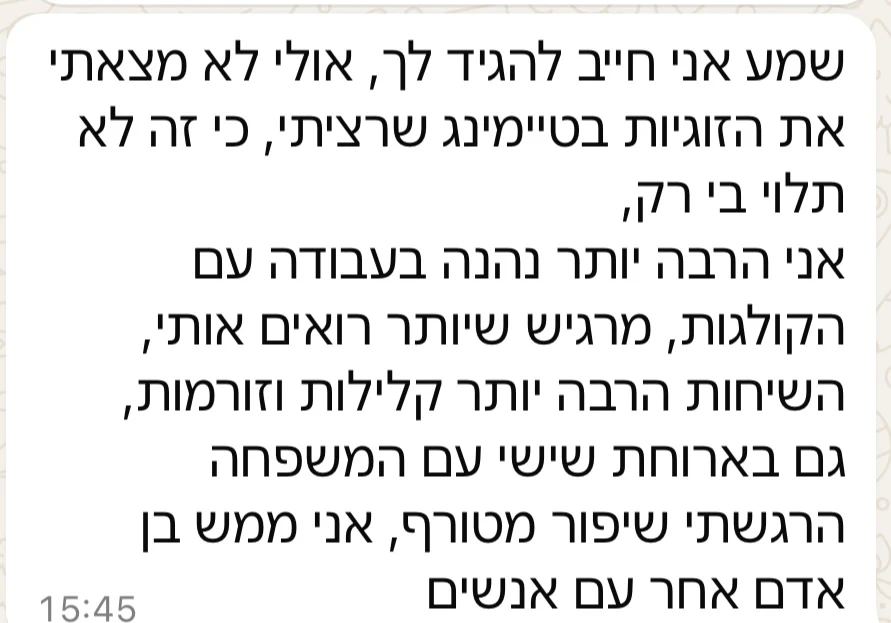 שמע אני חייב להגיד לך, אולי לא מצאתי
את הזוגיות בטיימינג שרציתי, כי זה לא
תלוי בי רק,
אני הרבה יותר נהנה בעבודה עם
הקולגות, מרגיש שיותר רואים אותי,
השיחות הרבה יותר קלילות וזורמות,
גם בארוחת שישי עם המשפחה
הרגשתי שיפור מטורף, אני ממש בן
אדם אחר עם אנשים
15:45